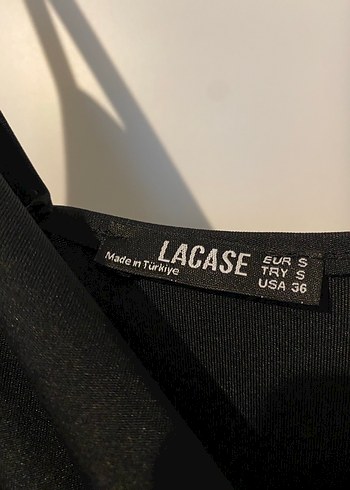 Made in Türkiye
LACASE
EUR S
TRY S
USA 36